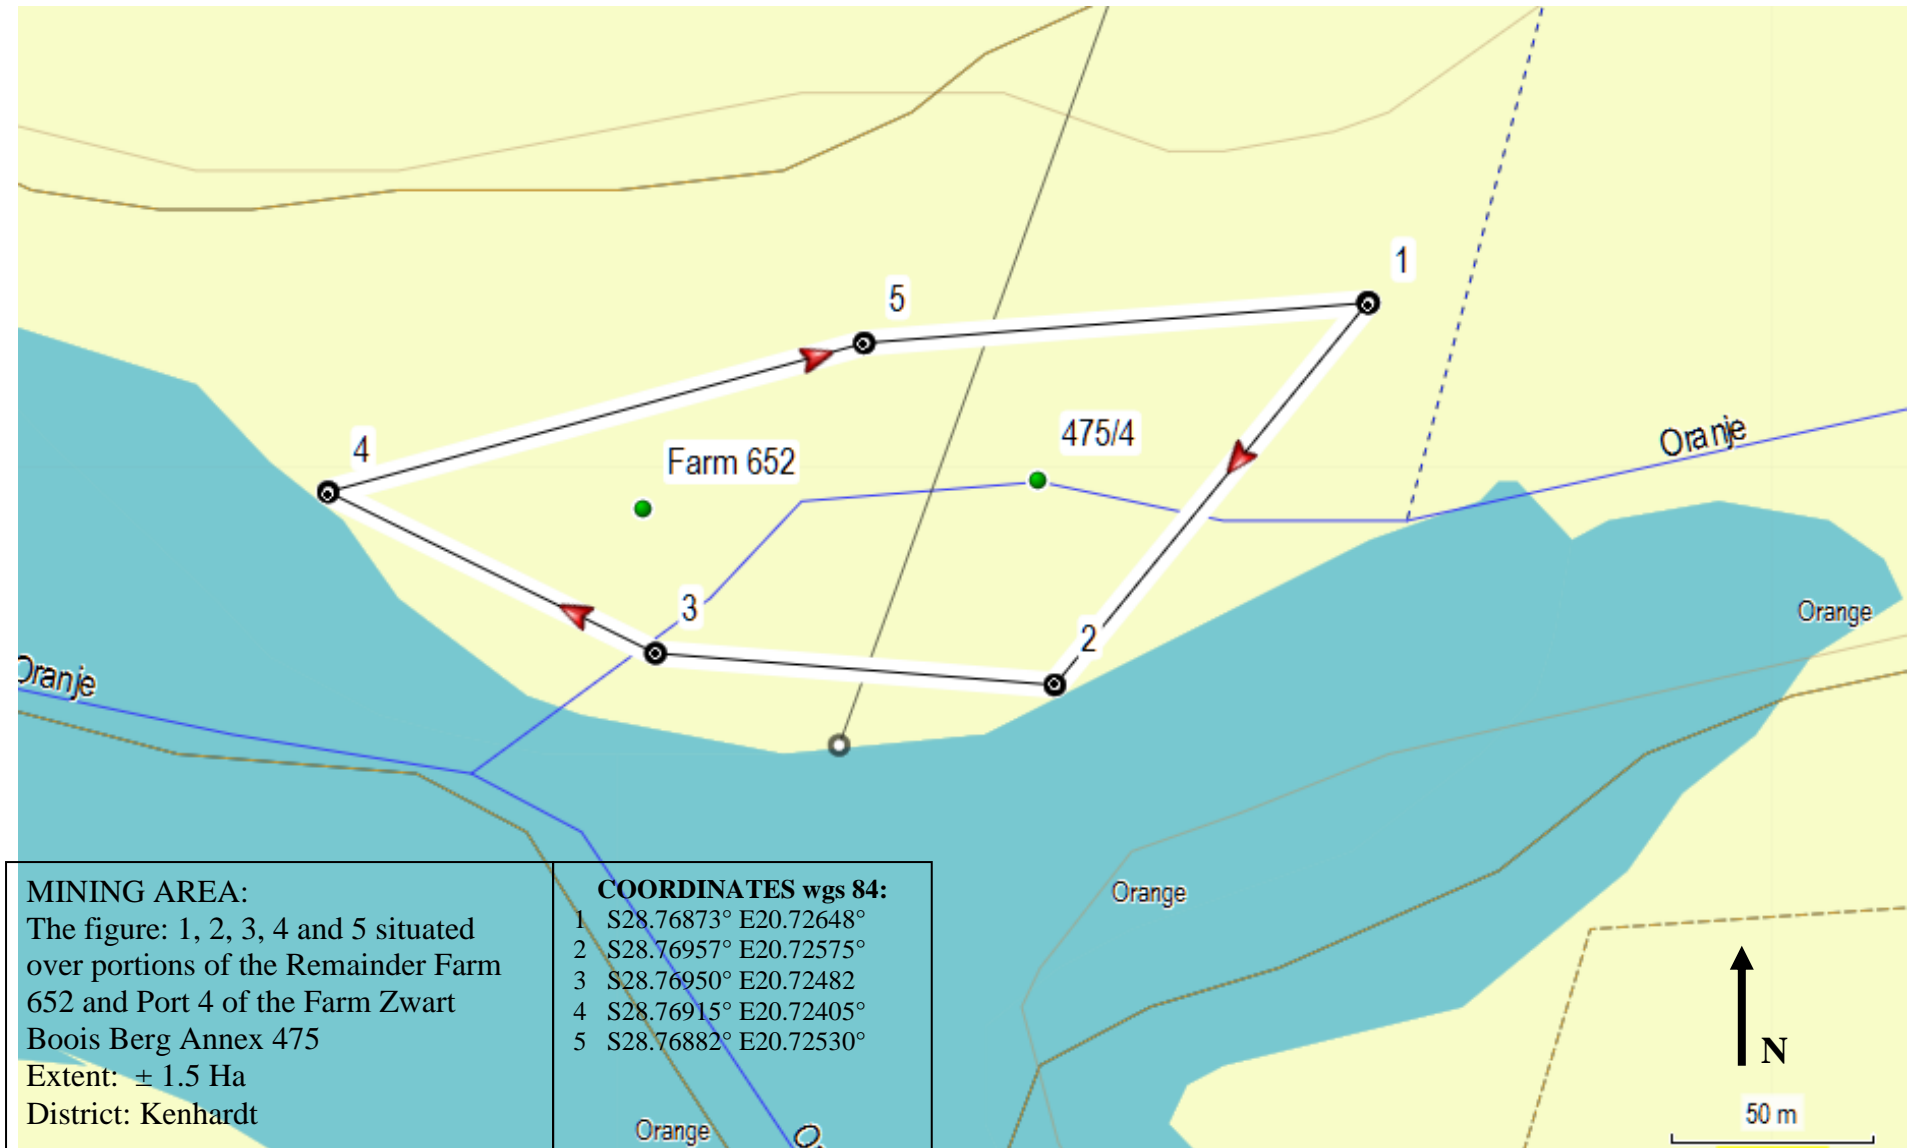 1
5
475/4
4
Farm 652
Oranje
3
2
Orange
Oranje
MINING AREA:
The figure: 1, 2, 3, 4 and 5 situated
over portions of the Remainder Farm
652 and Port 4 of the Farm Zwart
Boois Berg Annex 475
Extent: ± 1.5 Ha
District: Kenhardt
COORDINATES wgs 84:
1 S28.76873° E20.72648°
2 S28.76957° E20.72575°
3 S28.76950° E20.72482
4 S28.76915° E20.72405°
5 S28.76882° E20.72530°
Orange
N
50 m
Orange